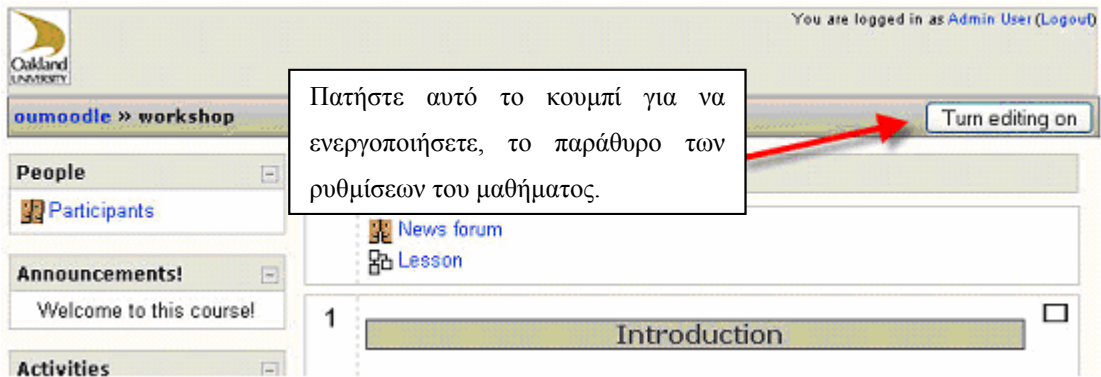 You are logged in as Admin User (Logout)
Oakland
UNIVERSITY
oumoodle » workshop
Turn editing on
Πατήστε αυτό το κουμπί για να
ενεργοποιήσετε, το παράθυρο των
ρυθμίσεων του μαθήματος.
People
Participants
Announcements!
Welcome to this course!
Activities
News forum
Lesson
1
Introduction